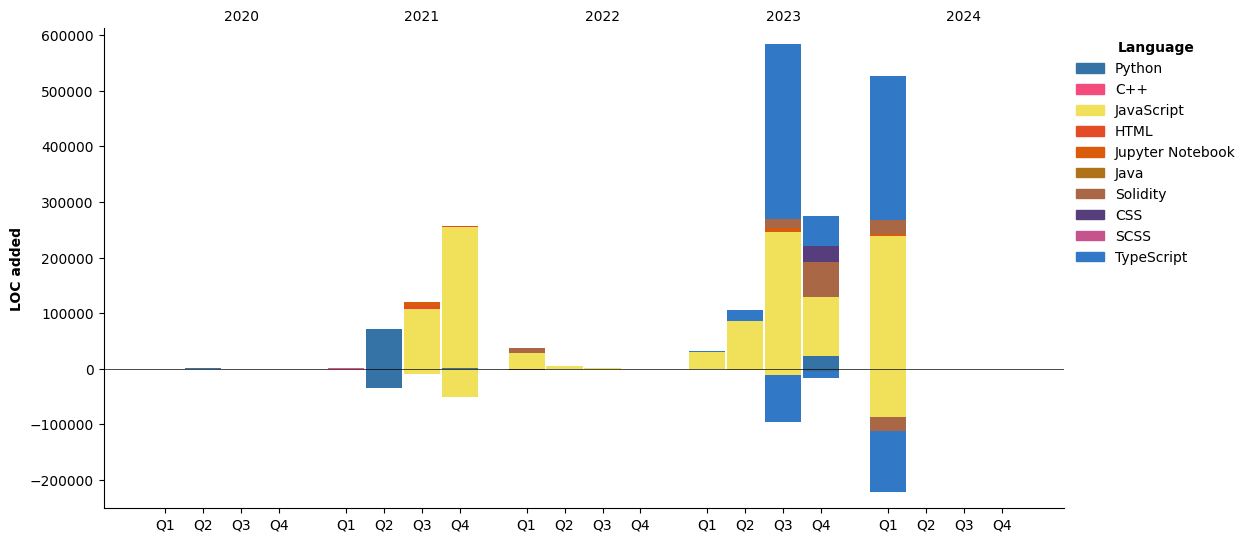 2020 2021 2022 2023 2024
600000
500000
400000
300000
200000
100000
0
−100000
−200000
LOC added
Q1 Q2 Q3 Q4 Q1 Q2 Q3 Q4 Q1 Q2 Q3 Q4 Q1 Q2 Q3 Q4 Q1 Q2 Q3 Q4
Language
Python
C++
JavaScript
HTML
Jupyter Notebook
Java
Solidity
CSS
SCSS
TypeScript